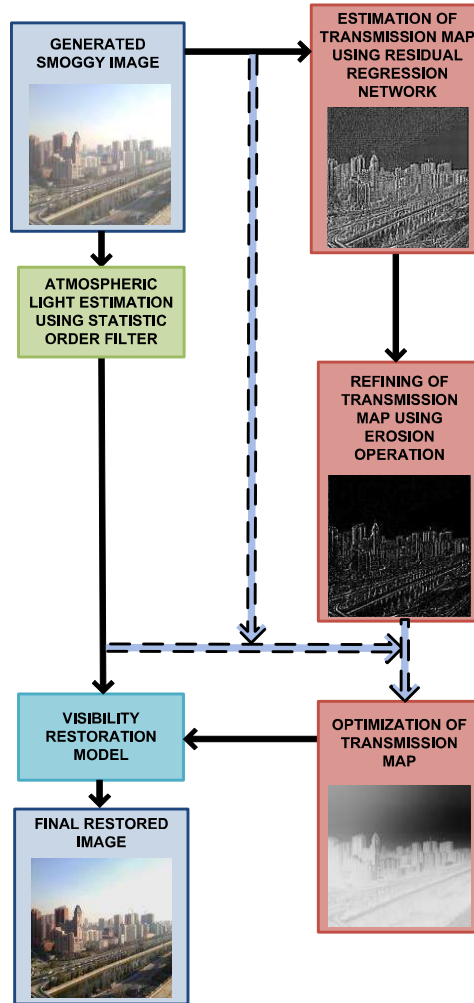 GENERATED
SMOGGY IMAGE
ESTIMATION OF
TRANSMISSION MAP
USING RESIDUAL
REGRESSION
NETWORK
ATMOSPHERIC
LIGHT ESTIMATION
USING STATISTIC
ORDER FILTER
REFINING OF
TRANSMISSION
MAP USING
EROSION
OPERATION
VISIBILITY
RESTORATION
MODEL
OPTIMIZATION OF
TRANSMISSION
MAP
FINAL RESTORED
IMAGE